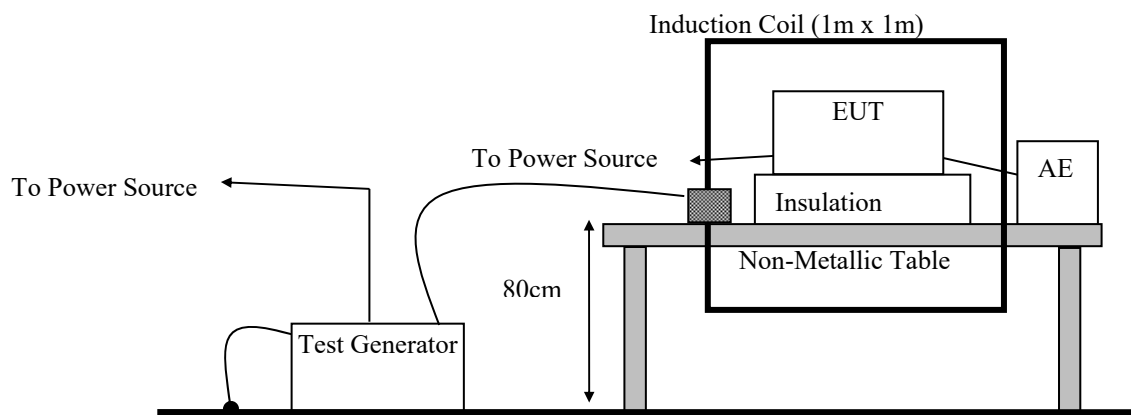 Induction Coil (1m x 1m)
EUT
To Power Source
AE
To Power Source
Insulation
Non-Metallic Table
80cm
Test Generator